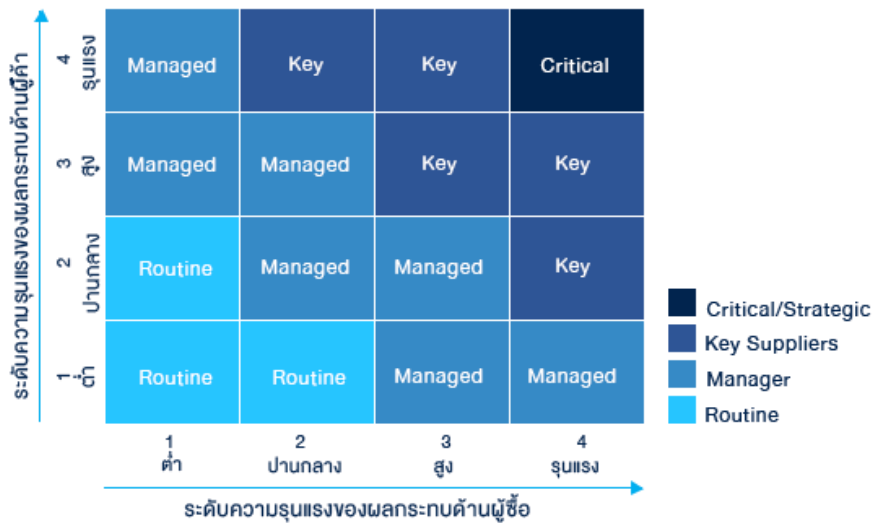 ระดับความรุนแรงของผลกระทบด้านผู้ค้า
4
รุนแรง
Managed
Key
Key
Critical
3
สูง
Managed
Managed
Key
Key
2
ปานกลาง
Routine
Managed
Managed
Key
1
ต่ำ
Routine
Routine
Managed
Managed
1
ต่ำ
2
ปานกลาง
3
สูง
4
รุนแรง
ระดับความรุนแรงของผลกระทบด้านผู้ซื้อ
Critical/Strategic
Key Suppliers
Manager
Routine